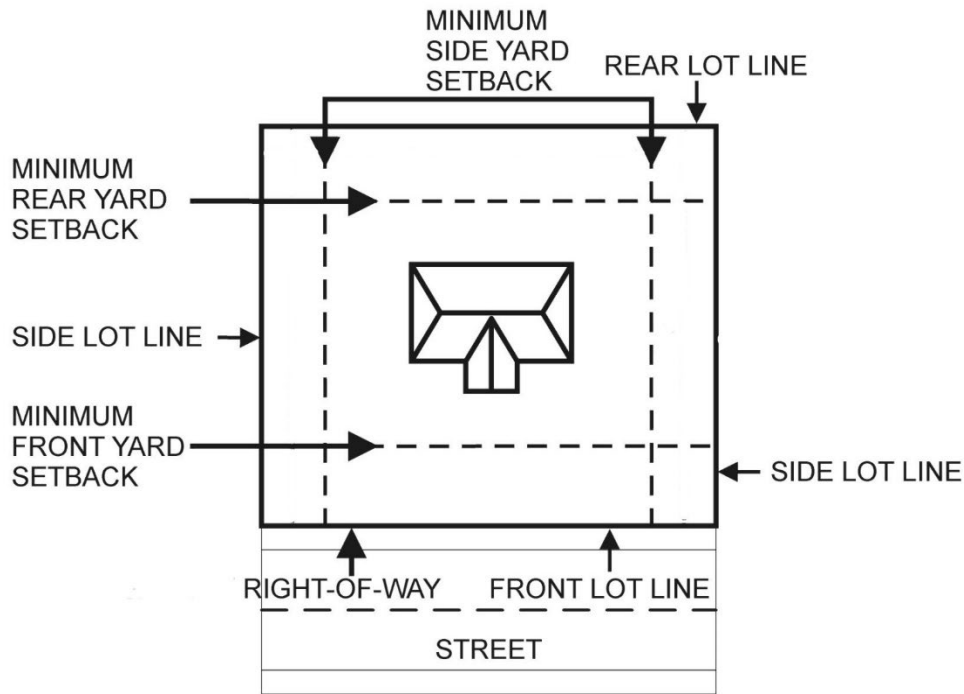 MINIMUM
SIDE YARD
SETBACK
REAR LOT LINE
MINIMUM
REAR YARD
SETBACK
SIDE LOT LINE
MINIMUM
FRONT YARD
SETBACK
SIDE LOT LINE
RIGHT-OF-WAY
FRONT LOT LINE
STREET